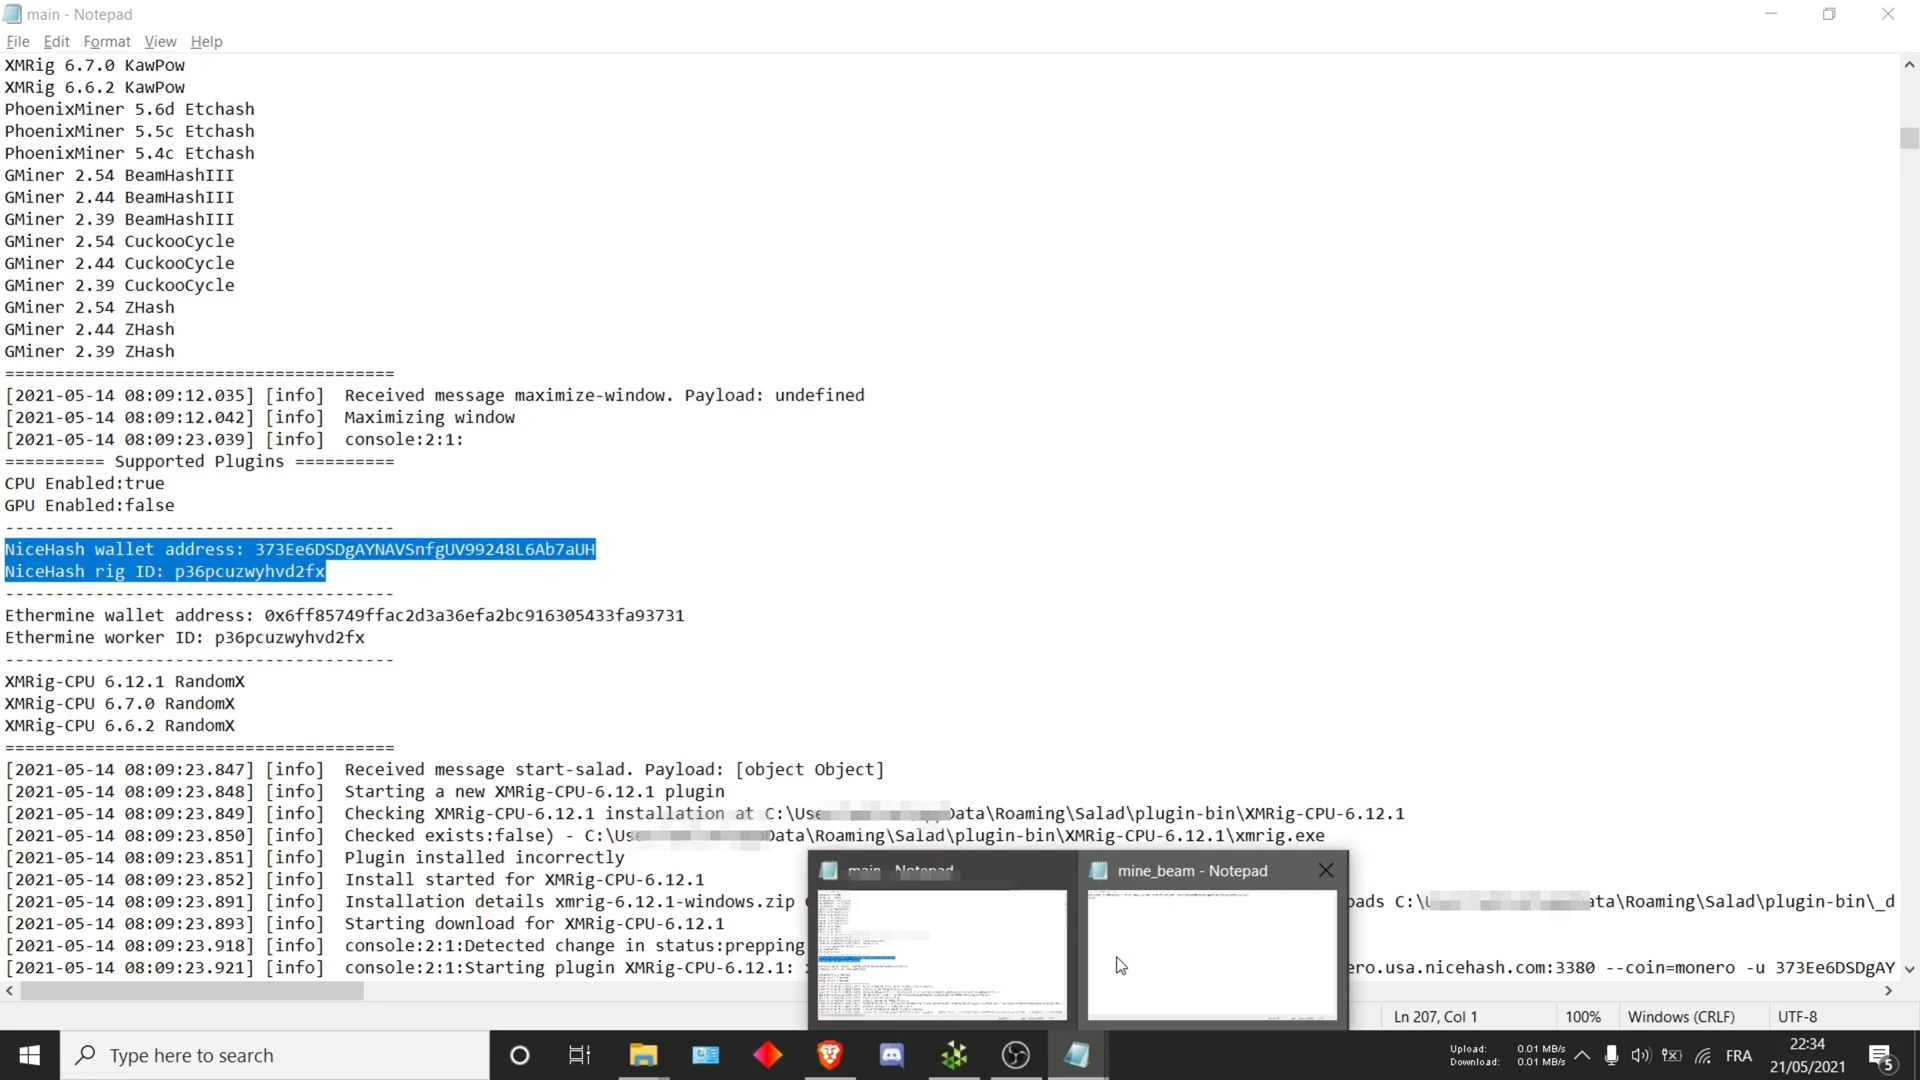 main - Notepad
File Edit Format View Help
XMRig 6.7.0 KawPow
XMRig 6.6.2 KawPow
PhoenixMiner 5.6d Etchash
PhoenixMiner 5.5c Etchash
PhoenixMiner 5.4c Etchash
GMiner 2.54 BeamHashIII
GMiner 2.44 BeamHashIII
GMiner 2.39 BeamHashIII
GMiner 2.54 CuckooCycle
GMiner 2.44 CuckooCycle
GMiner 2.39 CuckooCycle
GMiner 2.54 ZHash
GMiner 2.44 ZHash
GMiner 2.39 ZHash
=======================================
[2021-05-14 08:09:12.035] [info] Received message maximize-window. Payload: undefined
[2021-05-14 08:09:12.042] [info] Maximizing window
[2021-05-14 08:09:23.039] [info] console:2:1:
========== Supported Plugins ==========
CPU Enabled:true
GPU Enabled:false
---------------------------------------
NiceHash wallet address: 373Ee6DSDgAYNAVSnfgUV99248L6Ab7aUH
NiceHash rig ID: p36pcuzwyhvd2fx
---------------------------------------
Ethermine wallet address: 0x6ff85749ffac2d3a36efa2bc916305433fa93731
Ethermine worker ID: p36pcuzwyhvd2fx
---------------------------------------
XMRig-CPU 6.12.1 RandomX
XMRig-CPU 6.7.0 RandomX
XMRig-CPU 6.6.2 RandomX
=======================================
[2021-05-14 08:09:23.847] [info] Received message start-salad. Payload: [object Object]
[2021-05-14 08:09:23.848] [info] Starting a new XMRig-CPU-6.12.1 plugin
[2021-05-14 08:09:23.849] [info] Checking XMRig-CPU-6.12.1 installation at C:\Use Data\Roaming\Salad\plugin-bin\XMRig-CPU-6.12.1
[2021-05-14 08:09:23.850] [info] Checked exists:false) - C:\Use Data\Roaming\Salad\plugin-bin\XMRig-CPU-6.12.1\xmrig.exe
[2021-05-14 08:09:23.851] [info] Plugin installed incorrectly
[2021-05-14 08:09:23.852] [info] Install started for XMRig-CPU-6.12.1
[2021-05-14 08:09:23.891] [info] Installation details xmrig-6.12.1-windows.zip ads C:\ ata\Roaming\Salad\plugin-bin\_d
[2021-05-14 08:09:23.893] [info] Starting download for XMRig-CPU-6.12.1
[2021-05-14 08:09:23.918] [info] console:2:1:Detected change in status:prepping
[2021-05-14 08:09:23.921] [info] console:2:1:Starting plugin XMRig-CPU-6.12.1: ero.usa.nicehash.com:3380 --coin=monero -u 373Ee6DSDgAY
main - Notepad
mine_beam - Notepad
Ln 207, Col 1 100% Windows (CRLF) UTF-8
Type here to search
Upload: 0.01 MB/s
Download: 0.01 MB/s
FRA
22:34
21/05/2021
5